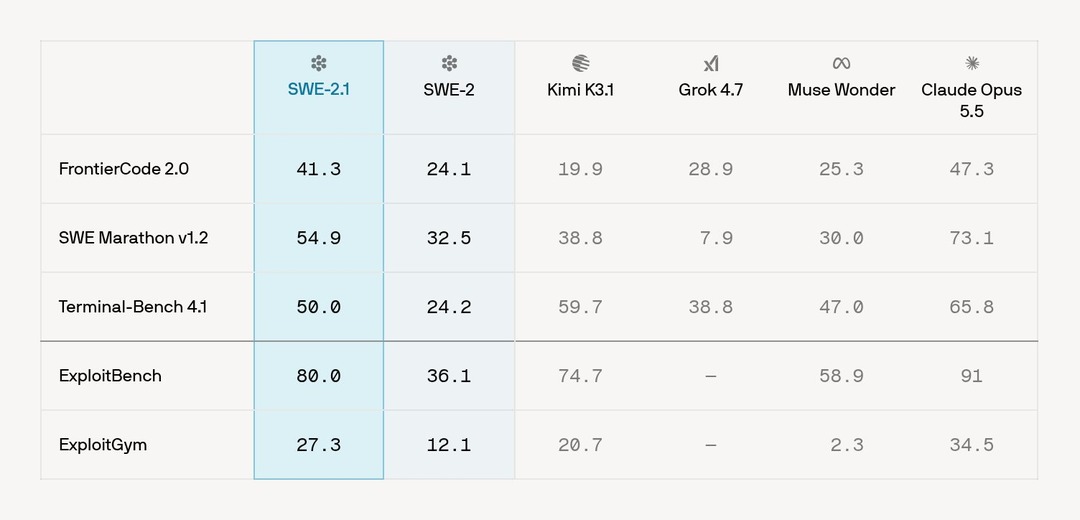 SWE-2.1 SWE-2 Kimi K3.1 Grok 4.7 Muse Wonder Claude Opus
5.5
FrontierCode 2.0 41.3 24.1 19.9 28.9 25.3 47.3
SWE Marathon v1.2 54.9 32.5 38.8 7.9 30.0 73.1
Terminal-Bench 4.1 50.0 24.2 59.7 38.8 47.0 65.8
ExploitBench 80.0 36.1 74.7 – 58.9 91
ExploitGym 27.3 12.1 20.7 – 2.3 34.5